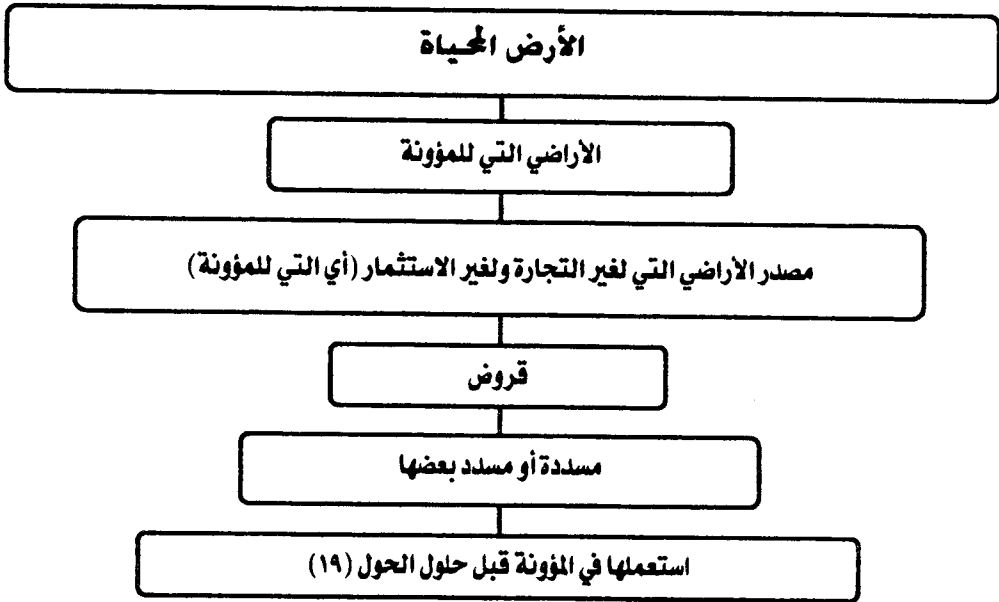 الأرض المحياة
الأراضي التي للمؤونة
مصدر الأراضي التي لغير التجارة ولغير الاستثمار (أي التي للمؤونة)
قروض
مسددة أو مسدد بعضها
استعملها في المؤونة قبل حلول الحول (١٩)